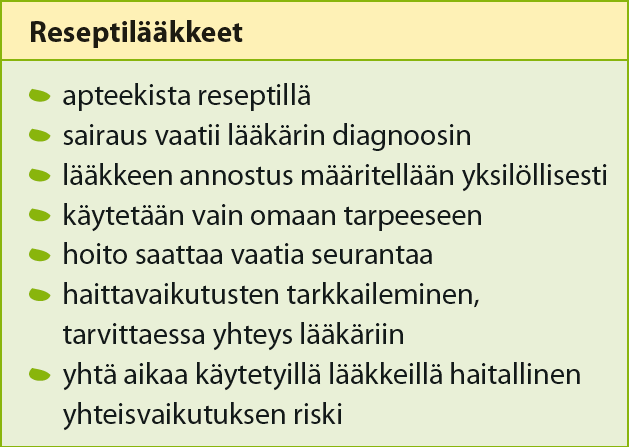 Reseptilääkkeet
apteekista reseptillä
sairaus vaatii lääkärin diagnoosin
lääkkeen annostus määritellään yksilöllisesti
käytetään vain omaan tarpeeseen
hoito saattaa vaatia seurantaa
haittavaikutusten tarkkaileminen,
tarvittaessa yhteys lääkäriin
yhtä aikaa käytetyillä lääkkeillä haitallinen
yhteisvaikutuksen riski